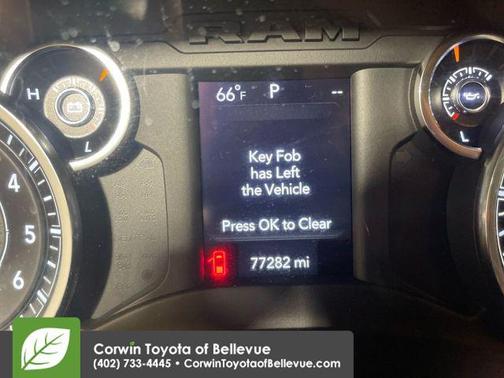 RAM
66°F P --
H
L
L
4
5
6
Key Fob
has Left
the Vehicle
Press OK to Clear
77282 mi
Corwin Toyota of Bellevue
(402) 733-4445 • CorwinToyotaofBellevue.com